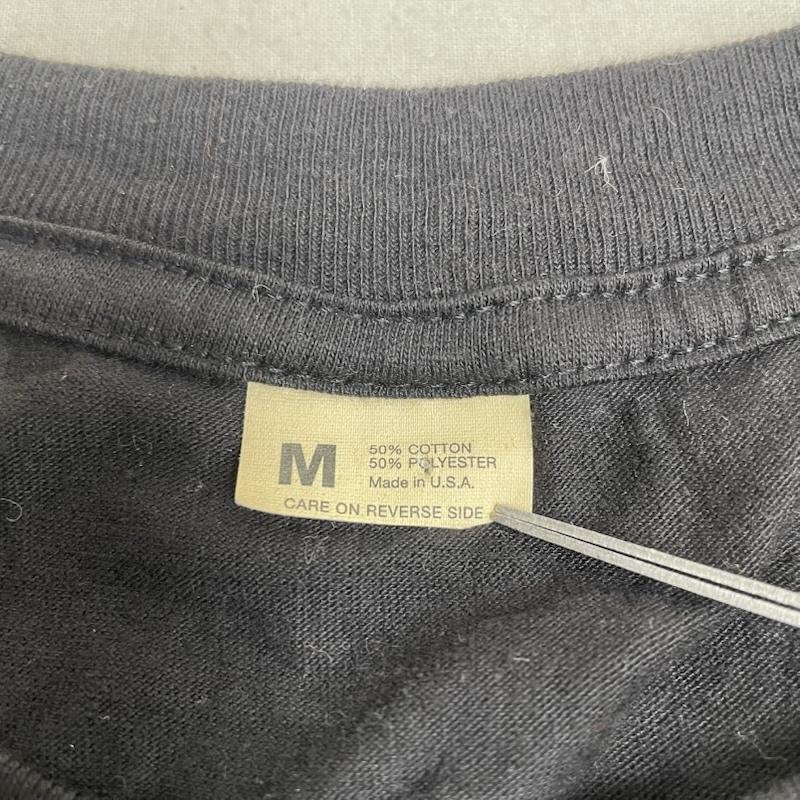 M
50% COTTON
50% POLYESTER
Made in U.S.A.
CARE ON REVERSE SIDE